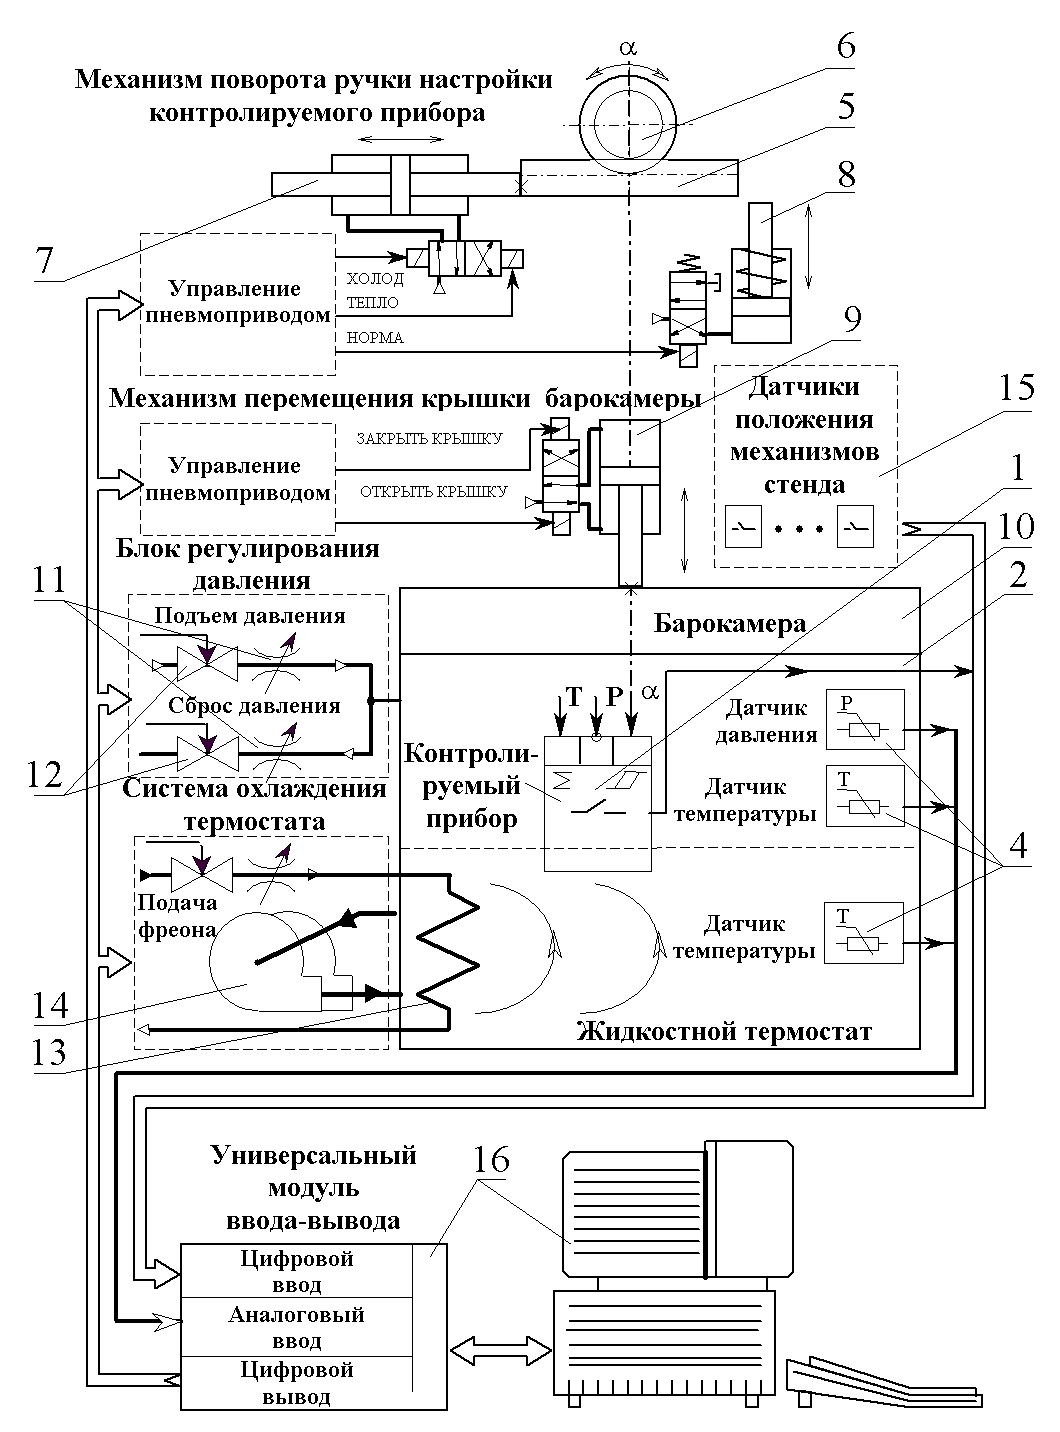 α
6
Механизм поворота ручки настройки
контролируемого прибора
5
8
7
Управление
пневмоприводом
ХОЛОД
ТЕПЛО
НОРМА
9
Механизм перемещения крышки барокамеры
Датчики
положения
механизмов
стенда
15
Управление
пневмоприводом
ЗАКРЫТЬ КРЫШКУ
ОТКРЫТЬ КРЫШКУ
1
10
2
Блок регулирования
давления
11
Подъем давления
Сброс давления
12
Барокамера
T
P
α
Датчик
давления
P
Контроли-
руемый
прибор
Датчик
температуры
T
4
Система охлаждения
термостата
Подача
фреона
Датчик
температуры
T
14
13
Жидкостной термостат
Универсальный
модуль
ввода-вывода
16
Цифровой
ввод
Аналоговый
ввод
Цифровой
вывод